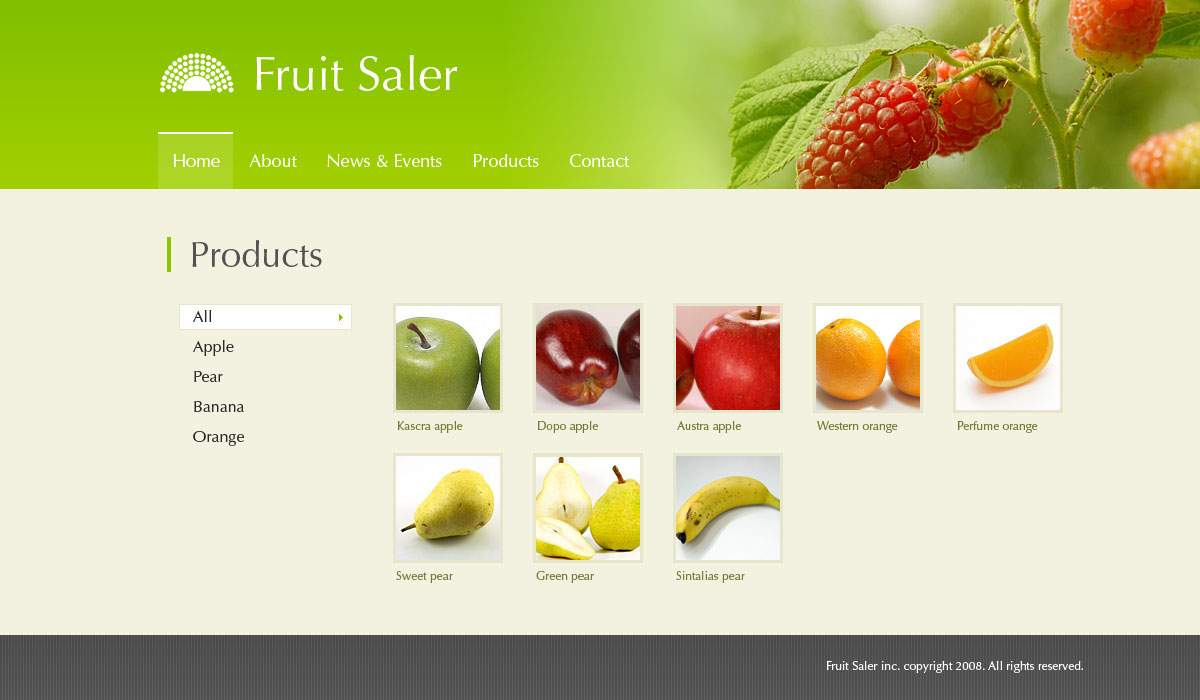 Fruit Saler
Home About News & Events Products Contact
Products
All
Apple
Pear
Banana
Orange
Kascra apple
Dopo apple
Austra apple
Western orange
Perfume orange
Sweet pear
Green pear
Sintalias pear
Fruit Saler inc. copyright 2008. All rights reserved.